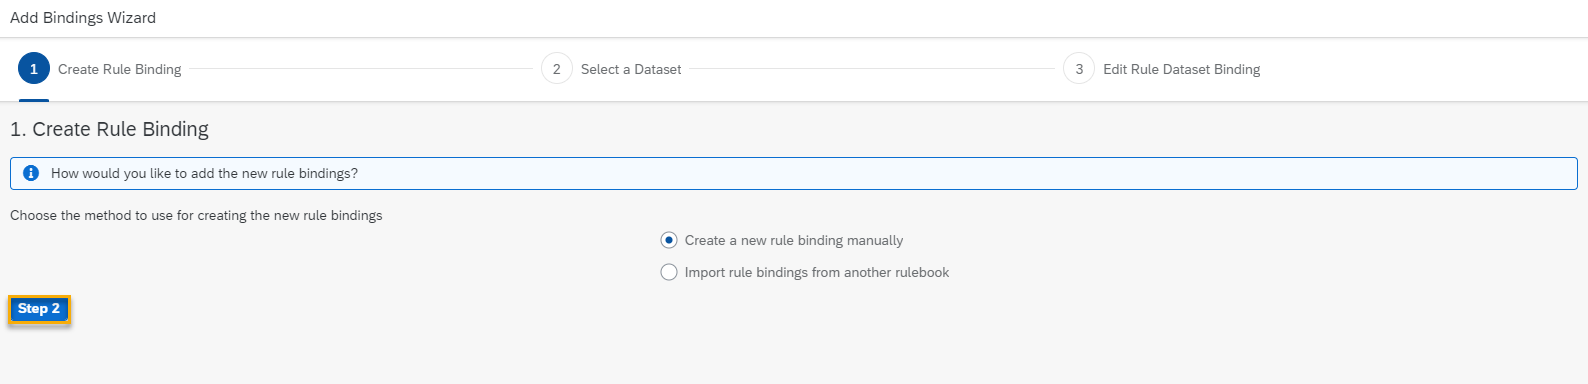 Add Bindings Wizard
1 Create Rule Binding 2 Select a Dataset 3 Edit Rule Dataset Binding
1. Create Rule Binding
How would you like to add the new rule bindings?
Choose the method to use for creating the new rule bindings
Create a new rule binding manually
Import rule bindings from another rulebook
Step 2